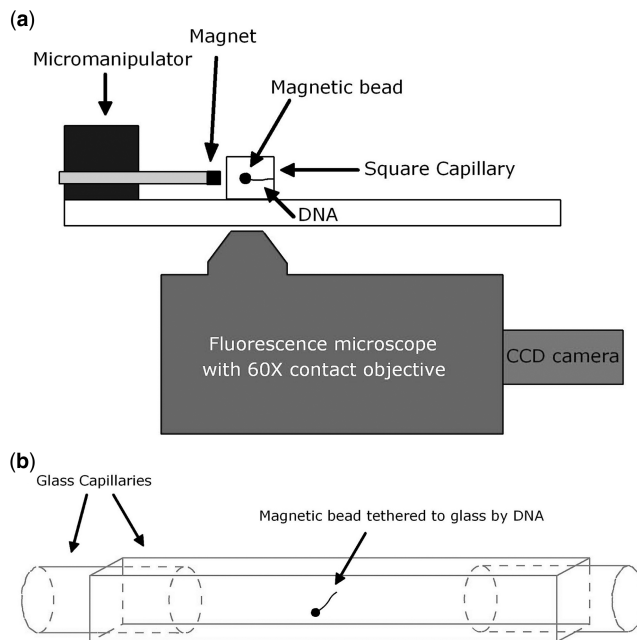 (a)
Magnet
Micromanipulator
Magnetic bead
Square Capillary
DNA
Fluorescence microscope
with 60X contact objective
CCD camera
(b)
Glass Capillaries
Magnetic bead tethered to glass by DNA